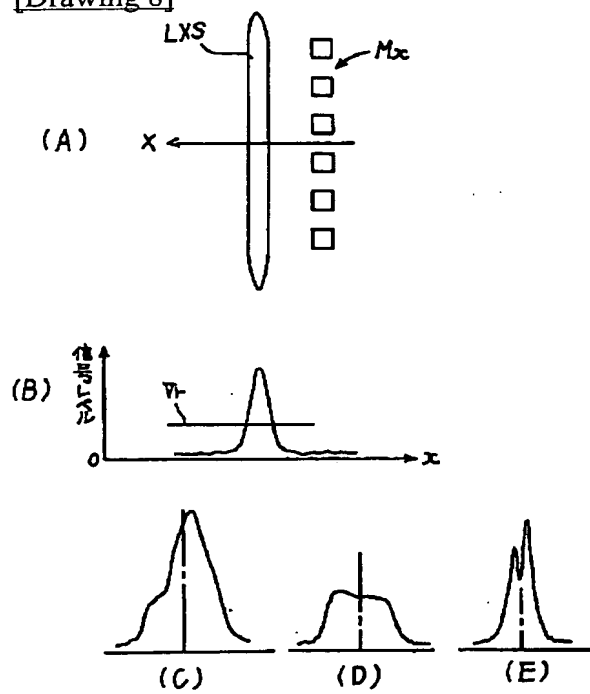 [Drawing 8]
LXS
Mx
(A)
X
(B)
信号レベル
Vr
0
x
(C)
(D)
(E)